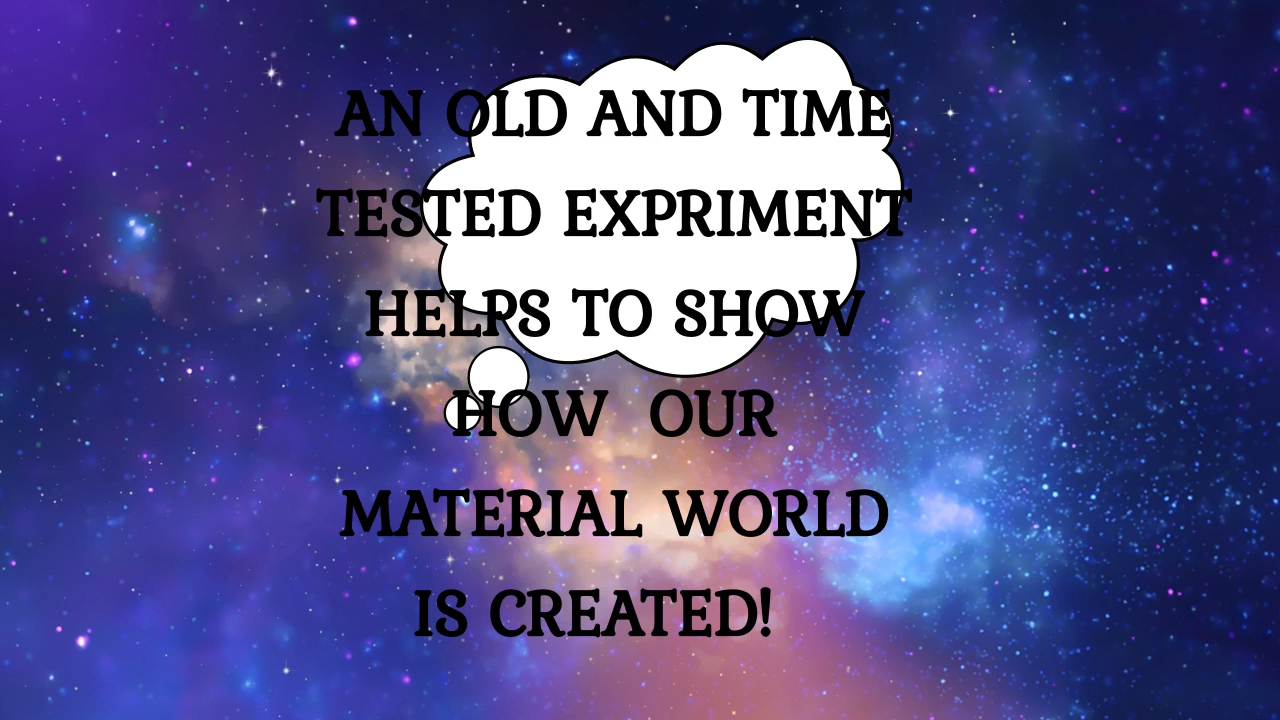 AN OLD AND TIME
TESTED EXPRIMENT
HELPS TO SHOW
HOW OUR
MATERIAL WORLD
IS CREATED!